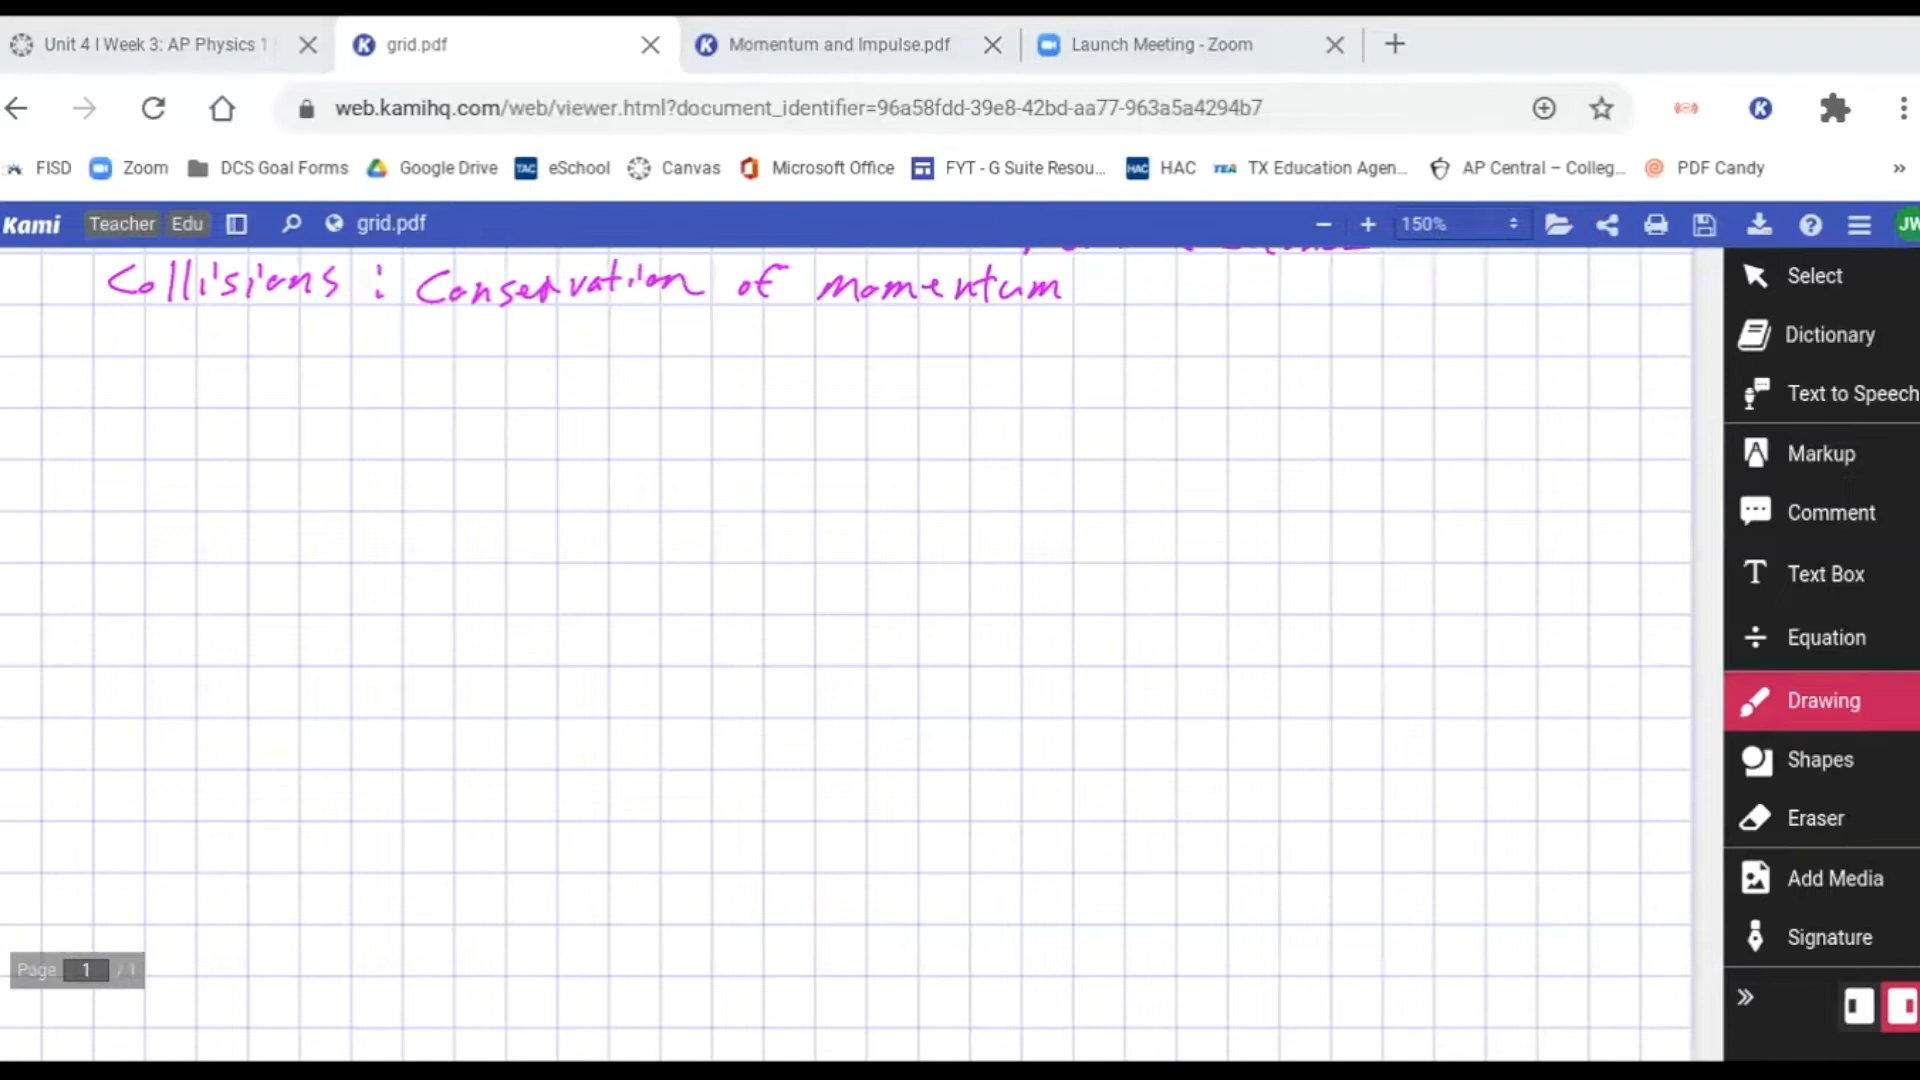 Unit 4 | Week 3: AP Physics 1
grid.pdf
Momentum and Impulse.pdf
Launch Meeting - Zoom
web.kamihq.com/web/viewer.html?document_identifier=96a58fdd-39e8-42bd-aa77-963a5a4294b7
FISD Zoom DCS Goal Forms Google Drive TAC eSchool Canvas Microsoft Office FYT - G Suite Resou... HAC HAC TEA TX Education Agen... AP Central – Colleg... PDF Candy »
Kami Teacher Edu grid.pdf 150% JW
Collisions : Conservation of Momentum
Select
Dictionary
Text to Speech
Markup
Comment
Text Box
Equation
Drawing
Shapes
Eraser
Add Media
Signature
Page 1 / 1